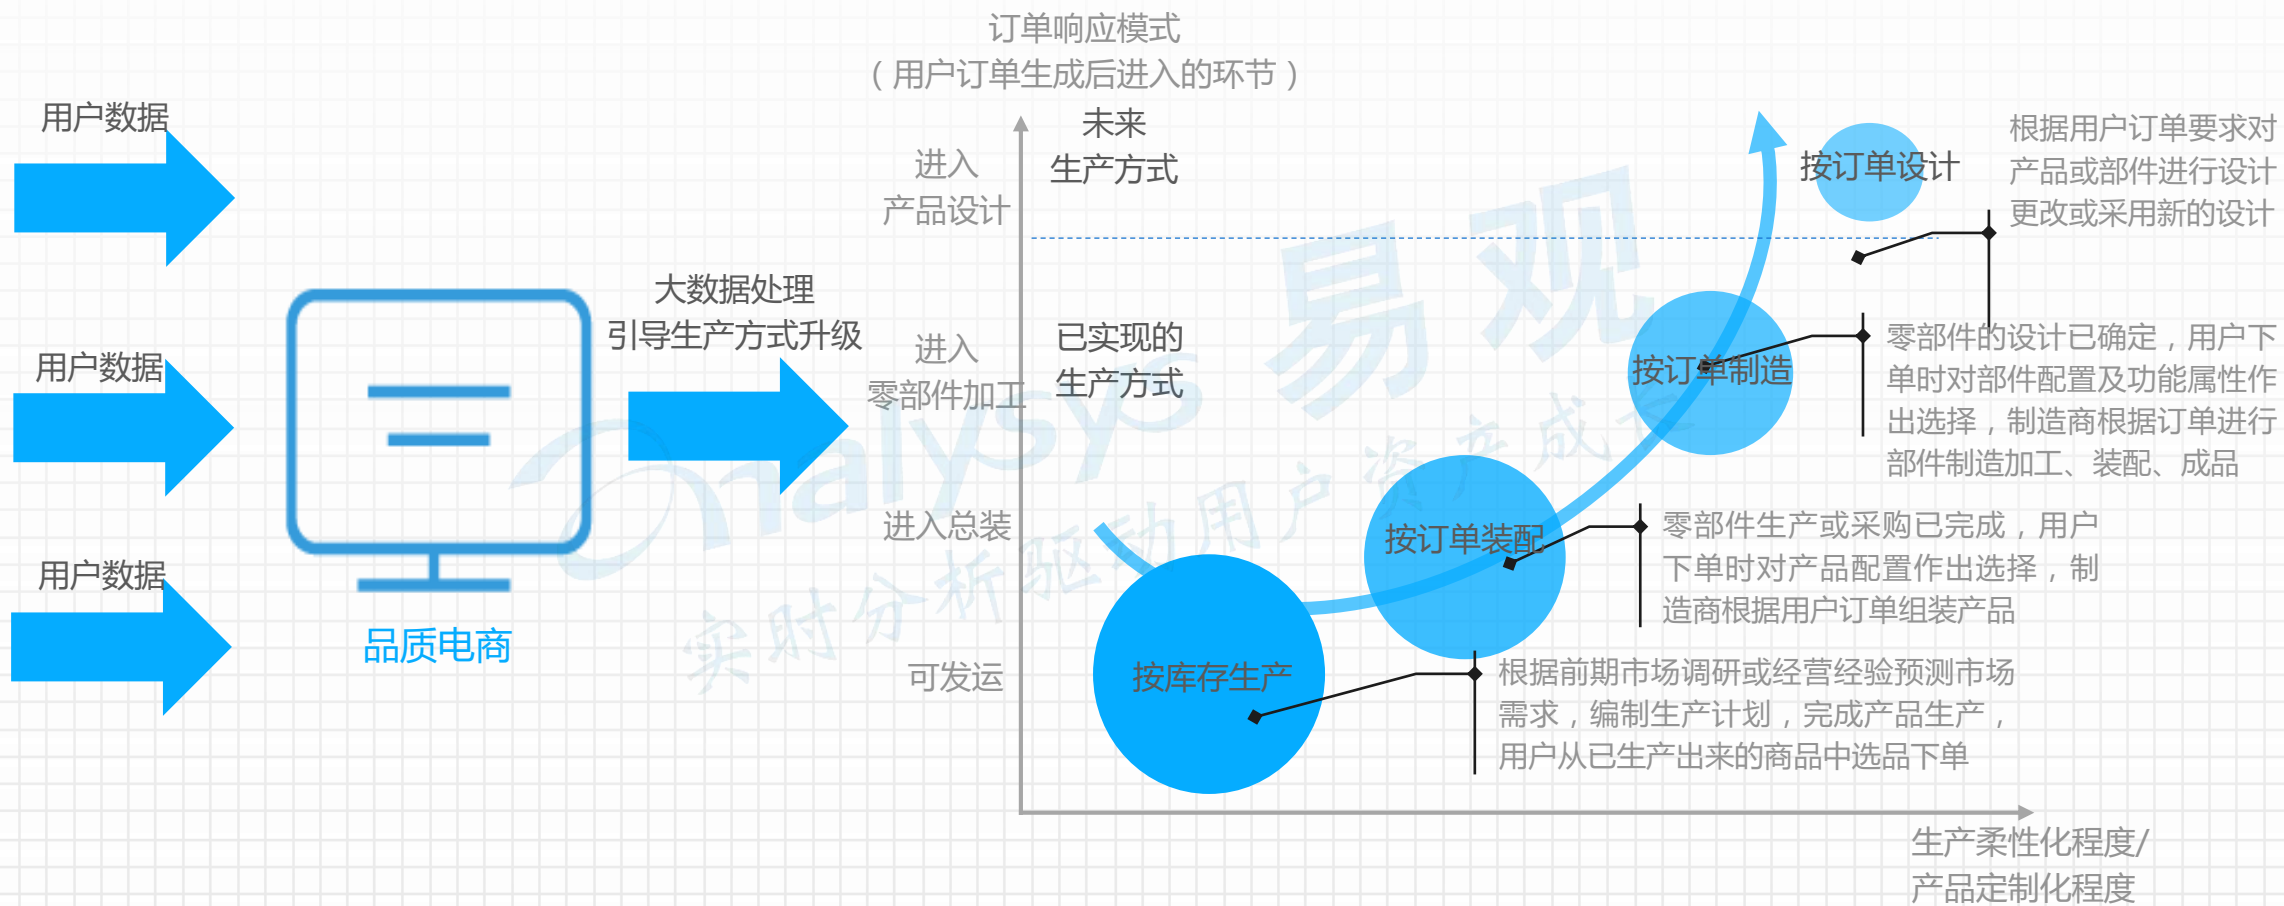 订单响应模式
（用户订单生成后进入的环节）
用户数据
用户数据
用户数据
品质电商
大数据处理
引导生产方式升级
进入
产品设计
进入
零部件加工
进入总装
可发运
未来
生产方式
已实现的
生产方式
按订单设计
根据用户订单要求对
产品或部件进行设计
更改或采用新的设计
按订单制造
零部件的设计已确定，用户下
单时对部件配置及功能属性作
出选择，制造商根据订单进行
部件制造加工、装配、成品
按订单装配
零部件生产或采购已完成，用户
下单时对产品配置作出选择，制
造商根据用户订单组装产品
按库存生产
根据前期市场调研或经营经验预测市场
需求，编制生产计划，完成产品生产，
用户从已生产出来的商品中选品下单
生产柔性化程度/
产品定制化程度
analysys 易观
实时分析驱动用户资产成长